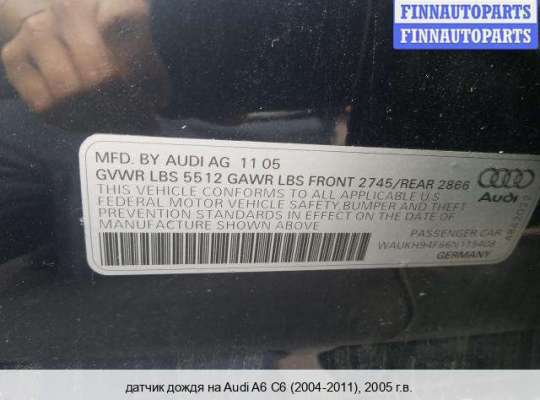 FINNAUTOPARTS
FINNAUTOPARTS
MFD. BY AUDI AG 11 05
GVWR LBS 5512 GAWR LBS FRONT 2745/REAR 2866
THIS VEHICLE CONFORMS TO ALL APPLICABLE U.S
FEDERAL MOTOR VEHICLE SAFETY BUMPER AND THEFT
PREVENTION STANDARDS IN EFFECT ON THE DATE OF
MANUFACTURE SHOWN ABOVE
Audi
PASSENGER CAR
GERMANY
датчик дождя на Audi A6 C6 (2004-2011), 2005 г.в.